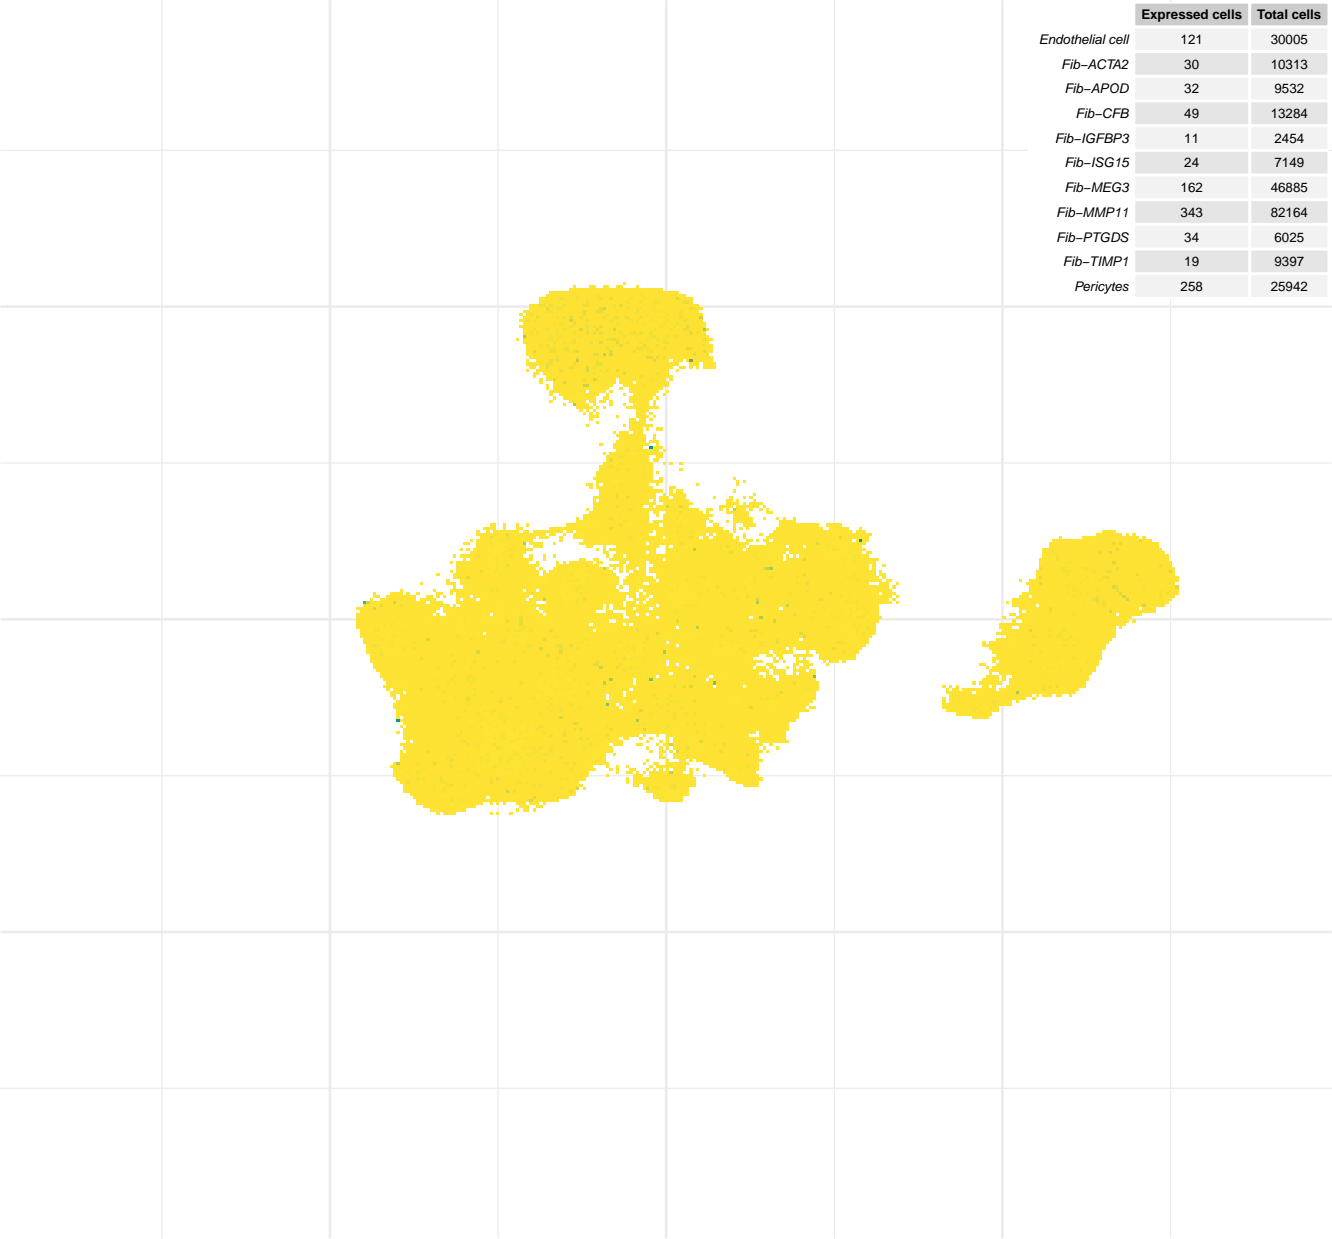 Expressed cells Total cells
Endothelial cell 121 30005
Fib−ACTA2 30 10313
Fib−APOD 32 9532
Fib−CFB 49 13284
Fib−IGFBP3 11 2454
Fib−ISG15 24 7149
Fib−MEG3 162 46885
Fib−MMP11 343 82164
Fib−PTGDS 34 6025
Fib−TIMP1 19 9397
Pericytes 258 25942